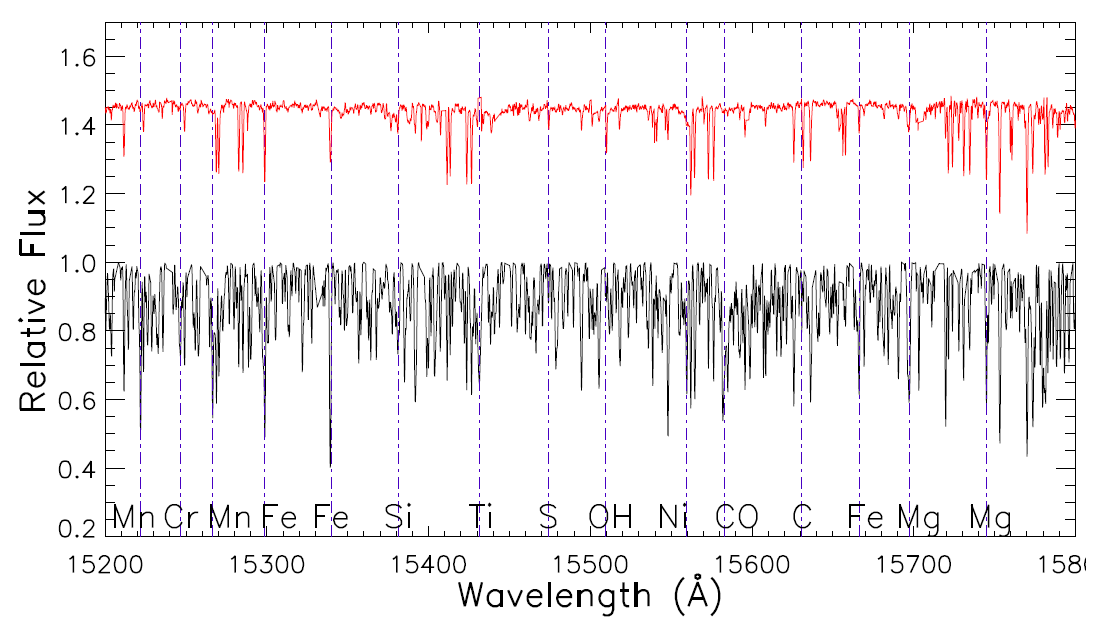 1.6
1.4
1.2
1.0
0.8
0.6
0.4
0.2
Relative Flux
Mn Cr Mn Fe Fe Si Ti S OH Ni CO C Fe Mg Mg
15200 15300 15400 15500 15600 15700 1580
Wavelength (Å)